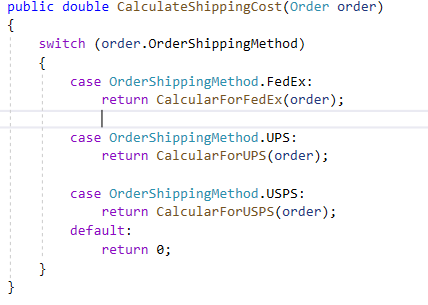 public double CalculateShippingCost(Order order)
{
switch (order.OrderShippingMethod)
{
case OrderShippingMethod.FedEx:
return CalcularForFedEx(order);
case OrderShippingMethod.UPS:
return CalcularForUPS(order);
case OrderShippingMethod.USPS:
return CalcularForUSPS(order);
default:
return 0;
}
}